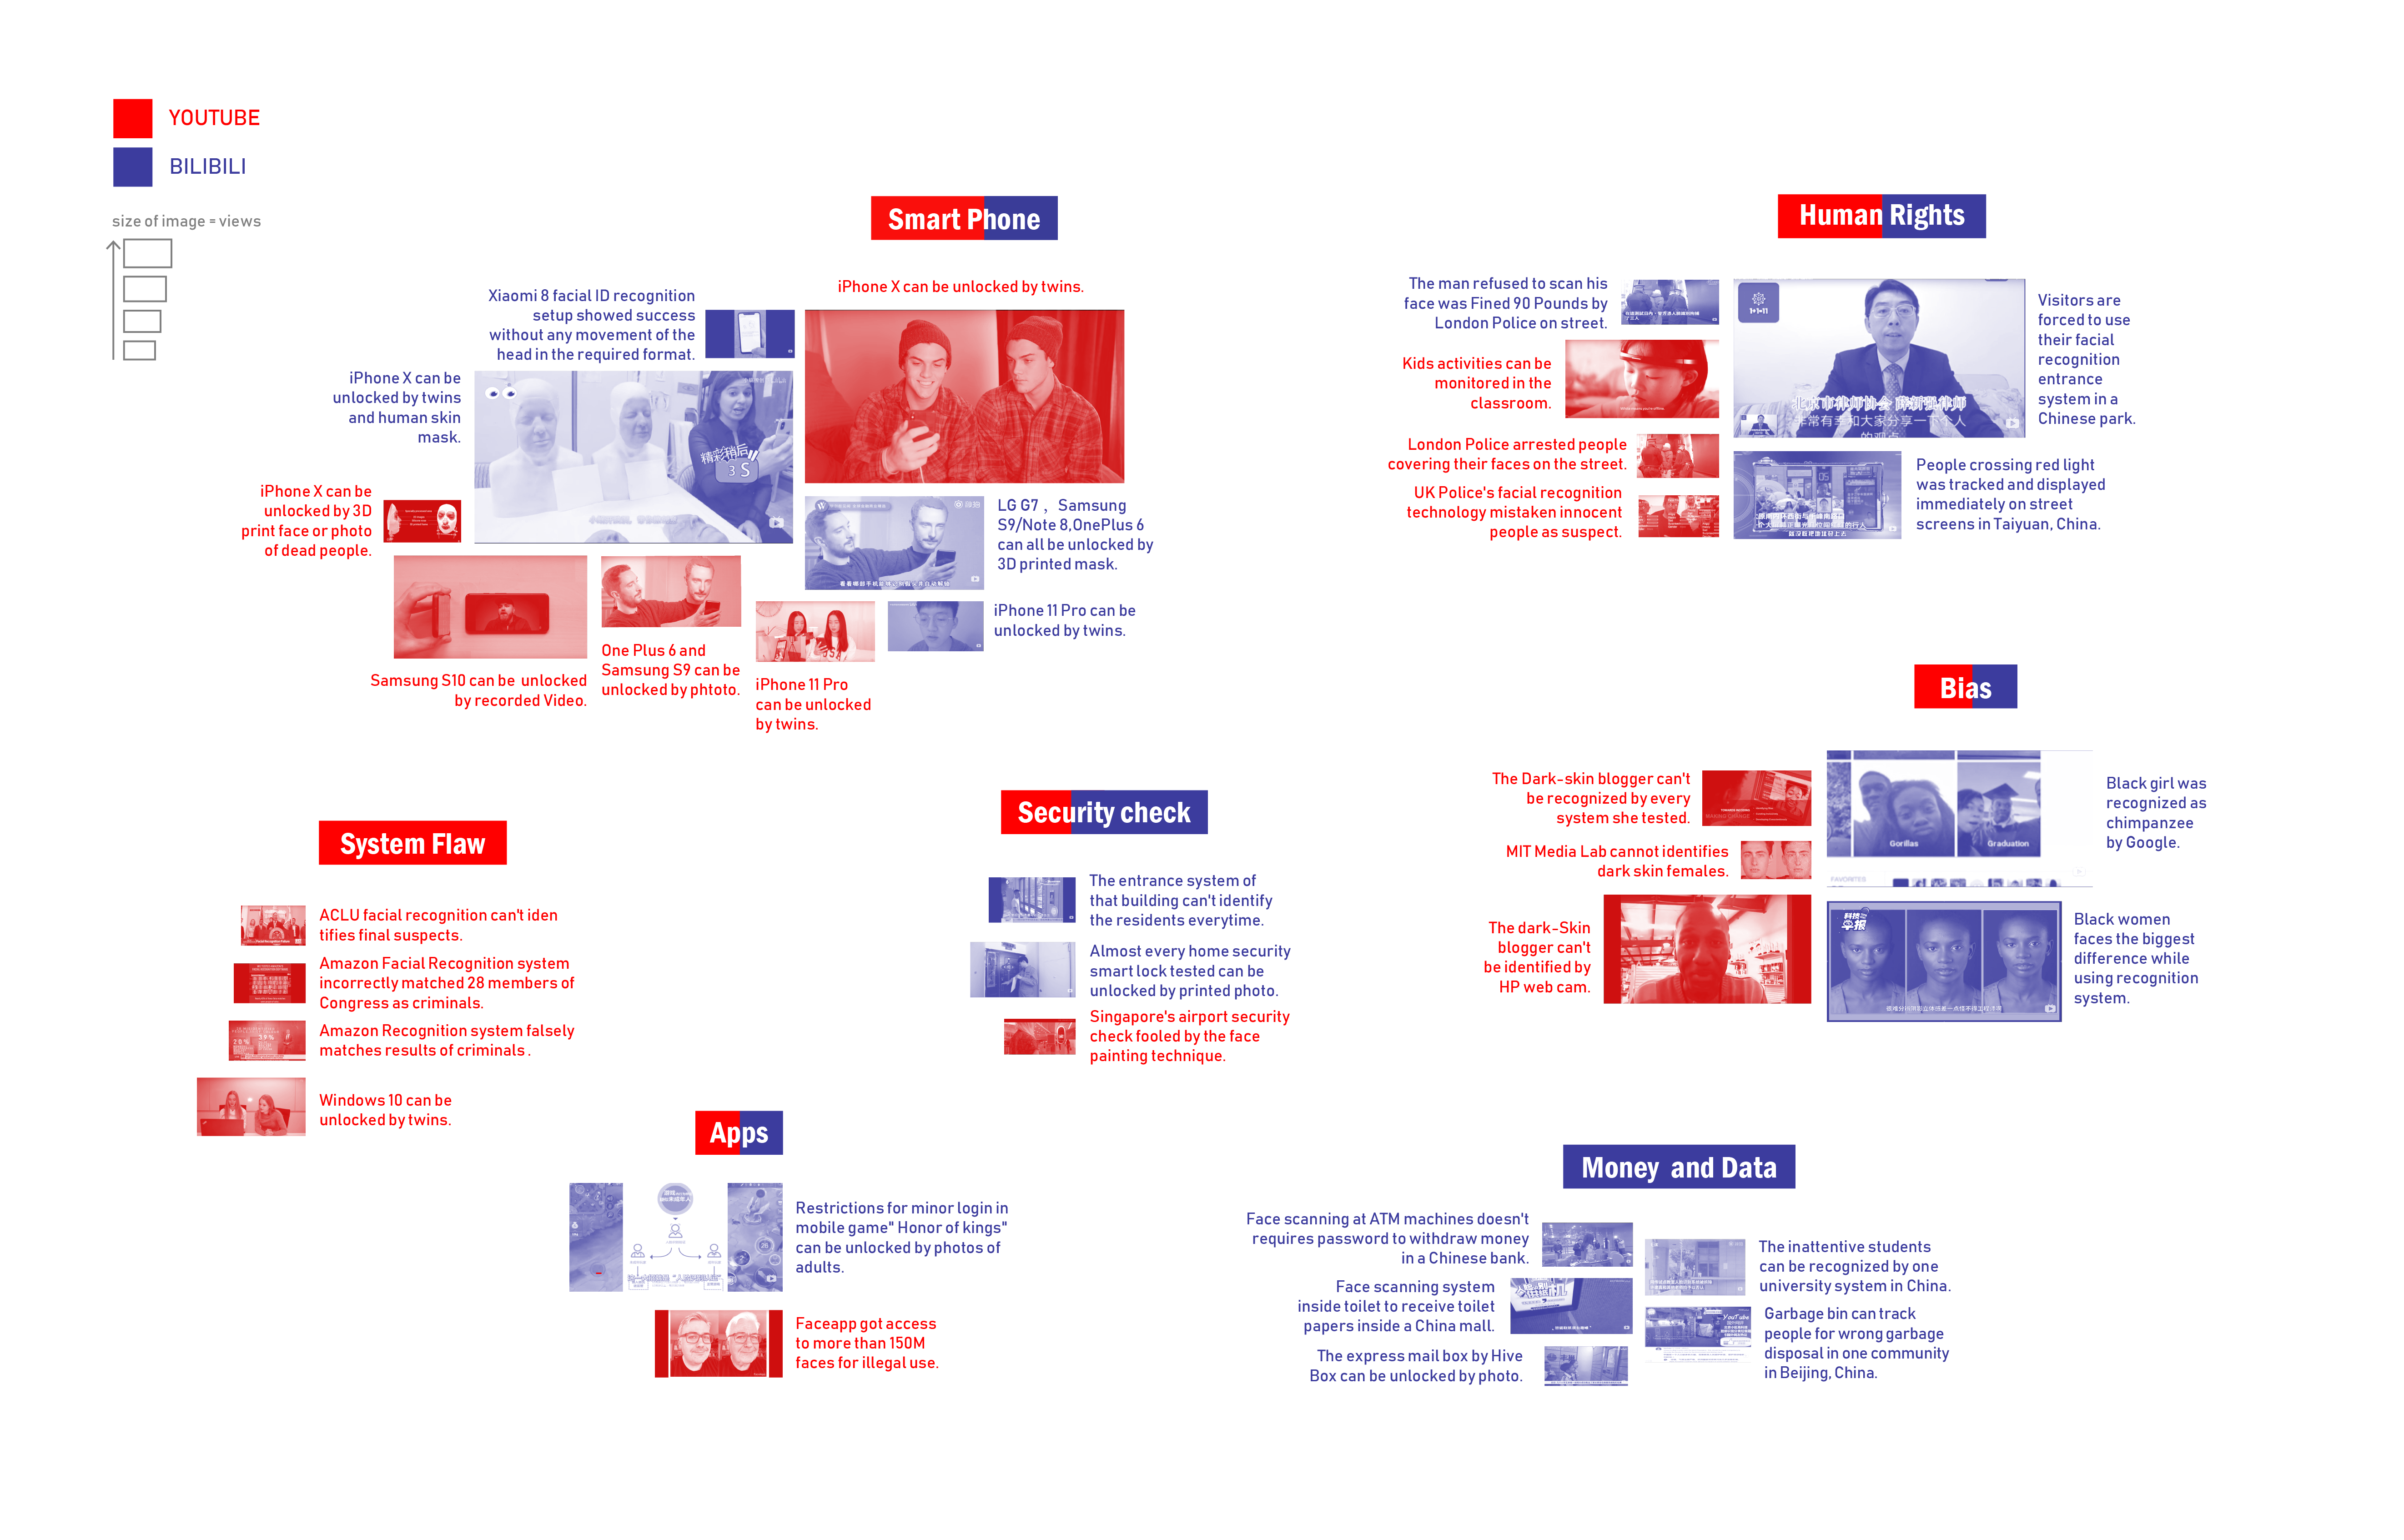 YOUTUBE
BILIBILI
size of image = views
Smart Phone
iPhone X can be unlocked by twins.
Xiaomi 8 facial ID recognition
setup showed success
without any movement of the
head in the required format.
iPhone X can be
unlocked by twins
and human skin
mask.
精彩稍后
3 S
iPhone X can be
unlocked by 3D
print face or photo
of dead people.
LG G7 ,   Samsung
S9/Note 8,OnePlus 6
can all be unlocked by
3D printed mask.
Samsung S10 can be  unlocked
by recorded Video.
One Plus 6 and
Samsung S9 can be
unlocked by phtoto.
iPhone 11 Pro
can be unlocked
by twins.
iPhone 11 Pro can be
unlocked by twins.
Human Rights
The man refused to scan his
face was Fined 90 Pounds by
London Police on street.
Kids activities can be
monitored in the
classroom.
London Police arrested people
covering their faces on the street.
UK Police's facial recognition
technology mistaken innocent
people as suspect.
1+1=11
北京市律师协会
非常有幸和大家分享一下个人
的观点
Visitors are
forced to use
their facial
recognition
entrance
system in a
Chinese park.
People crossing red light
was tracked and displayed
immediately on street
screens in Taiyuan, China.
Bias
The Dark-skin blogger can't
be recognized by every
system she tested.
MIT Media Lab cannot identifies
dark skin females.
The dark-Skin
blogger can't
be identified by
HP web cam.
Gorillas
Graduation
FAVORITES
Black girl was
recognized as
chimpanzee
by Google.
科技
早报
Black women
faces the biggest
difference while
using recognition
system.
System Flaw
ACLU facial recognition can't iden
tifies final suspects.
Amazon Facial Recognition system
incorrectly matched 28 members of
Congress as criminals.
Amazon Recognition system falsely
matches results of criminals .
Windows 10 can be
unlocked by twins.
Security check
The entrance system of
that building can't identify
the residents everytime.
Almost every home security
smart lock tested can be
unlocked by printed photo.
Singapore's airport security
check fooled by the face
painting technique.
Apps
Restrictions for minor login in
mobile game" Honor of kings"
can be unlocked by photos of
adults.
Faceapp got access
to more than 150M
faces for illegal use.
Money  and Data
Face scanning at ATM machines doesn't
requires password to withdraw money
in a Chinese bank.
Face scanning system
inside toilet to receive toilet
papers inside a China mall.
The express mail box by Hive
Box can be unlocked by photo.
The inattentive students
can be recognized by one
university system in China.
YouTube
Garbage bin can track
people for wrong garbage
disposal in one community
in Beijing, China.